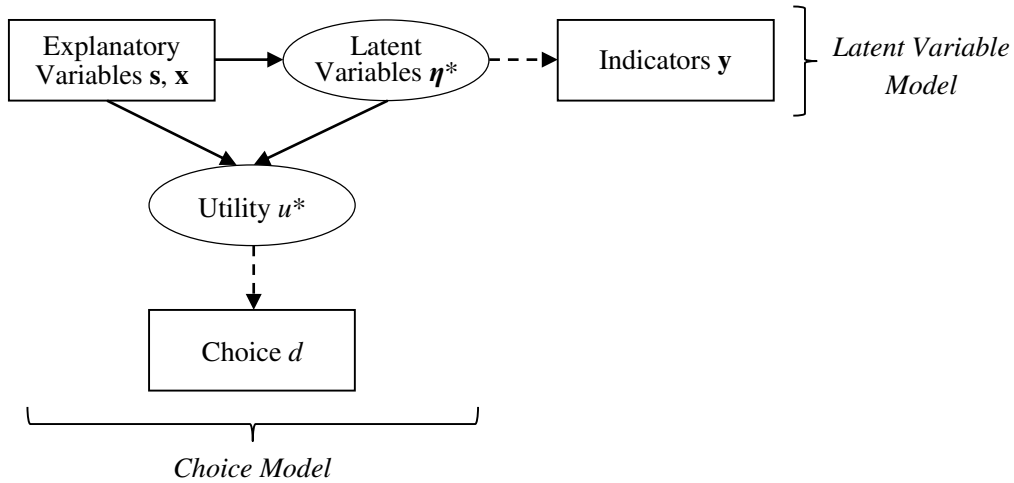 Explanatory
Variables s, x
Latent
Variables η*
Indicators y
Latent Variable
Model
Utility u*
Choice d
Choice Model